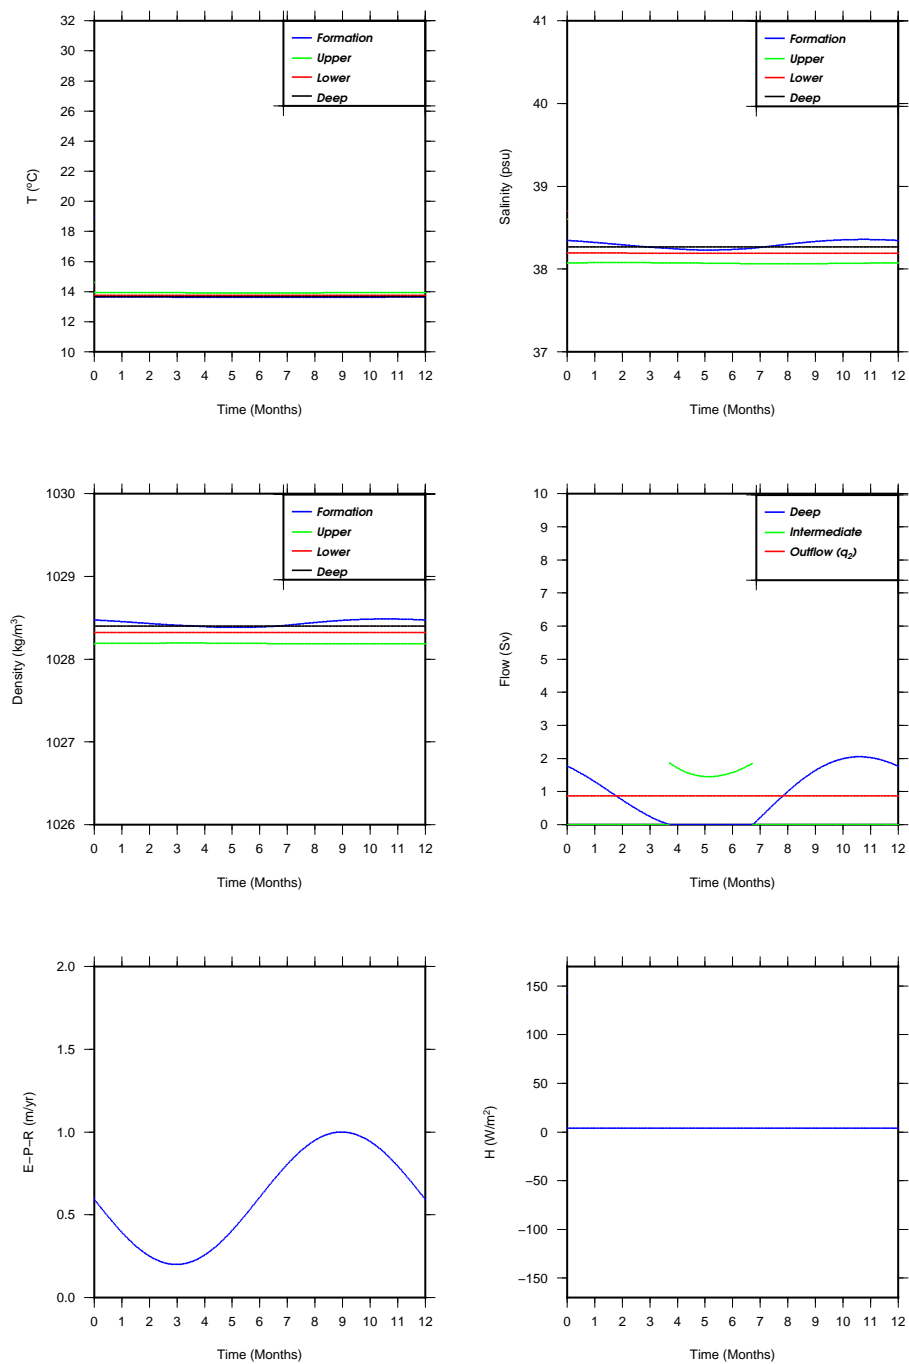 32
30
28
26
24
22
20
18
16
14
12
10
T (°C)
0 1 2 3 4 5 6 7 8 9 10 11 12
Time (Months)
Formation
Upper
Lower
Deep
41
40
39
38
37
Salinity (psu)
0 1 2 3 4 5 6 7 8 9 10 11 12
Time (Months)
Formation
Upper
Lower
Deep
1030
1029
1028
1027
1026
Density (kg/m³)
0 1 2 3 4 5 6 7 8 9 10 11 12
Time (Months)
Formation
Upper
Lower
Deep
10
9
8
7
6
5
4
3
2
1
0
Flow (Sv)
0 1 2 3 4 5 6 7 8 9 10 11 12
Time (Months)
Deep
Intermediate
Outflow (q₂)
2.0
1.5
1.0
0.5
0.0
E−P−R (m/yr)
0 1 2 3 4 5 6 7 8 9 10 11 12
Time (Months)
150
100
50
0
−50
−100
−150
H (W/m²)
0 1 2 3 4 5 6 7 8 9 10 11 12
Time (Months)